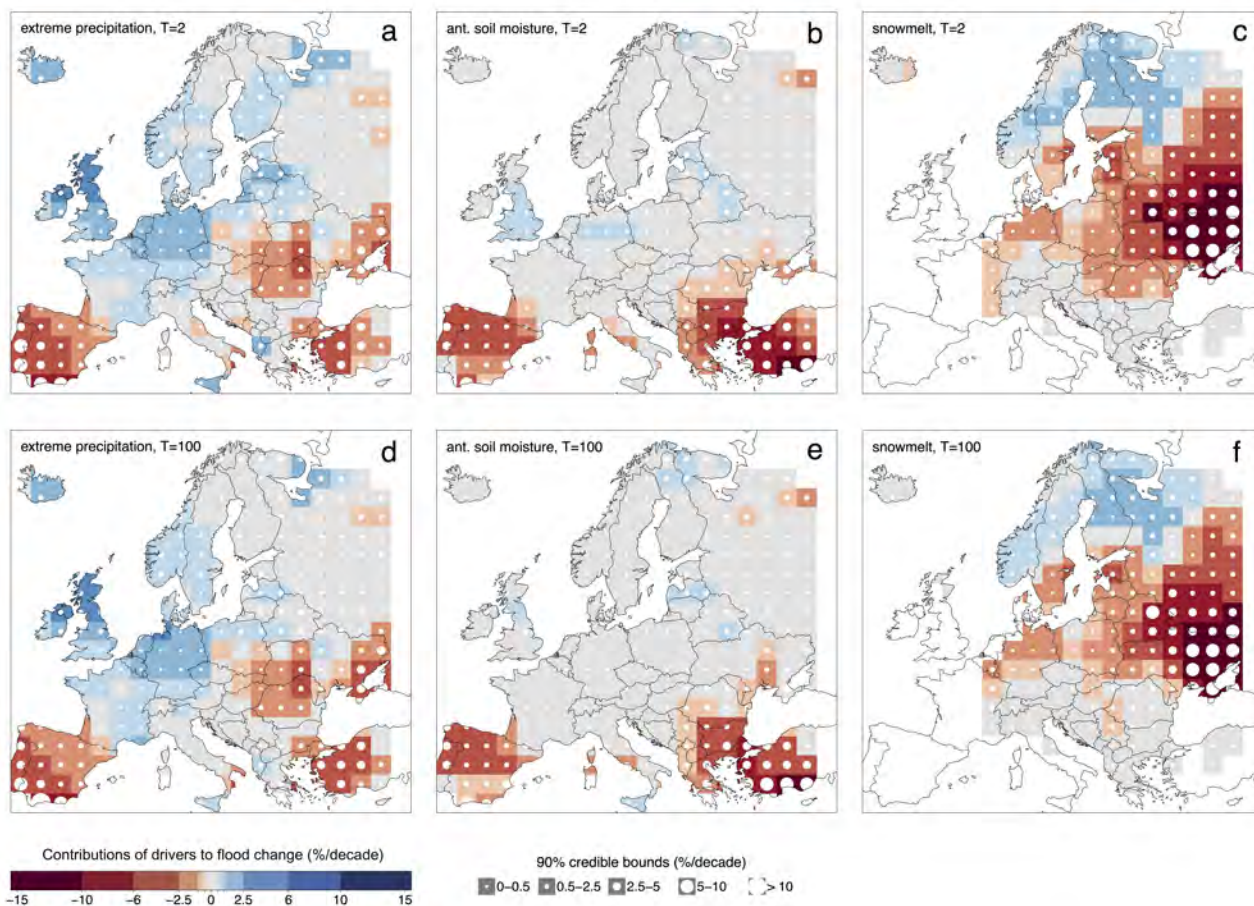 extreme precipitation, T=2
a
ant. soil moisture, T=2
b
snowmelt, T=2
c
extreme precipitation, T=100
d
ant. soil moisture, T=100
e
snowmelt, T=100
f
Contributions of drivers to flood change (%/decade)
−15 −10 −6 −2.5 0 2.5 6 10 15
90% credible bounds (%/decade)
0−0.5 0.5−2.5 2.5−5 5−10 > 10